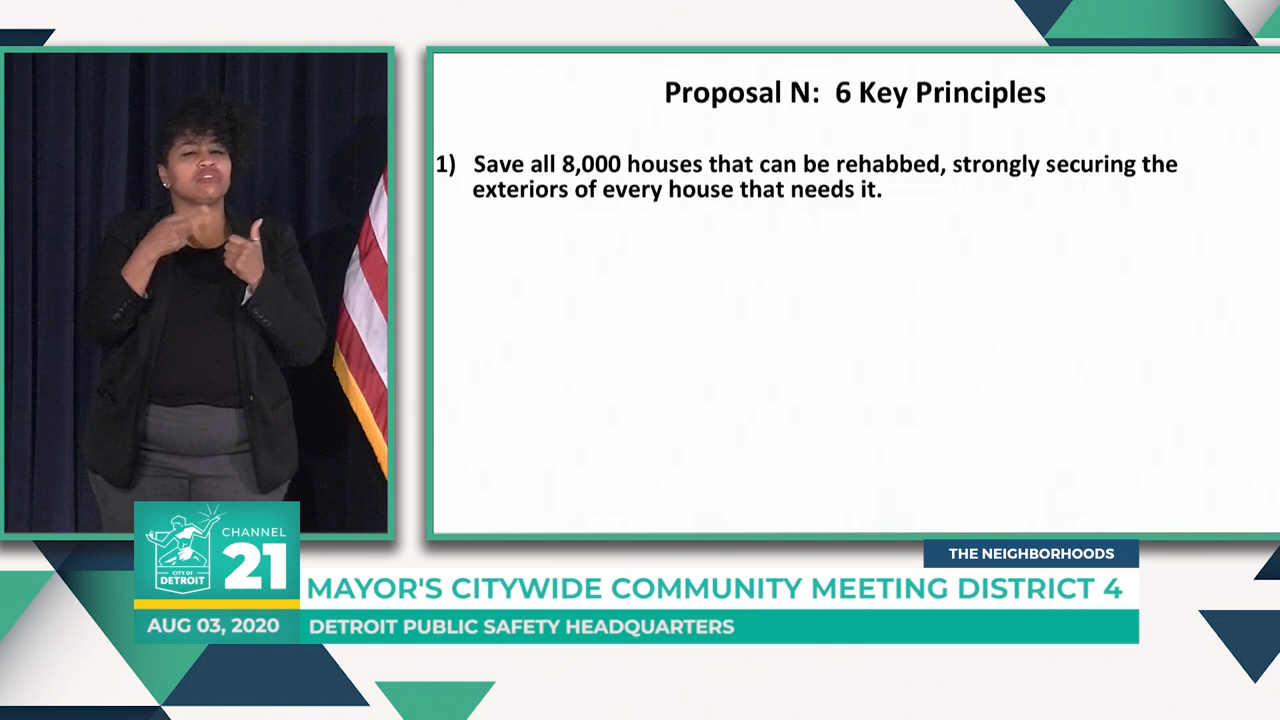 Proposal N: 6 Key Principles
1) Save all 8,000 houses that can be rehabbed, strongly securing the
exteriors of every house that needs it.
THE NEIGHBORHOODS
CHANNEL
21
CITY OF
DETROIT
MAYOR'S CITYWIDE COMMUNITY MEETING DISTRICT 4
AUG 03, 2020
DETROIT PUBLIC SAFETY HEADQUARTERS